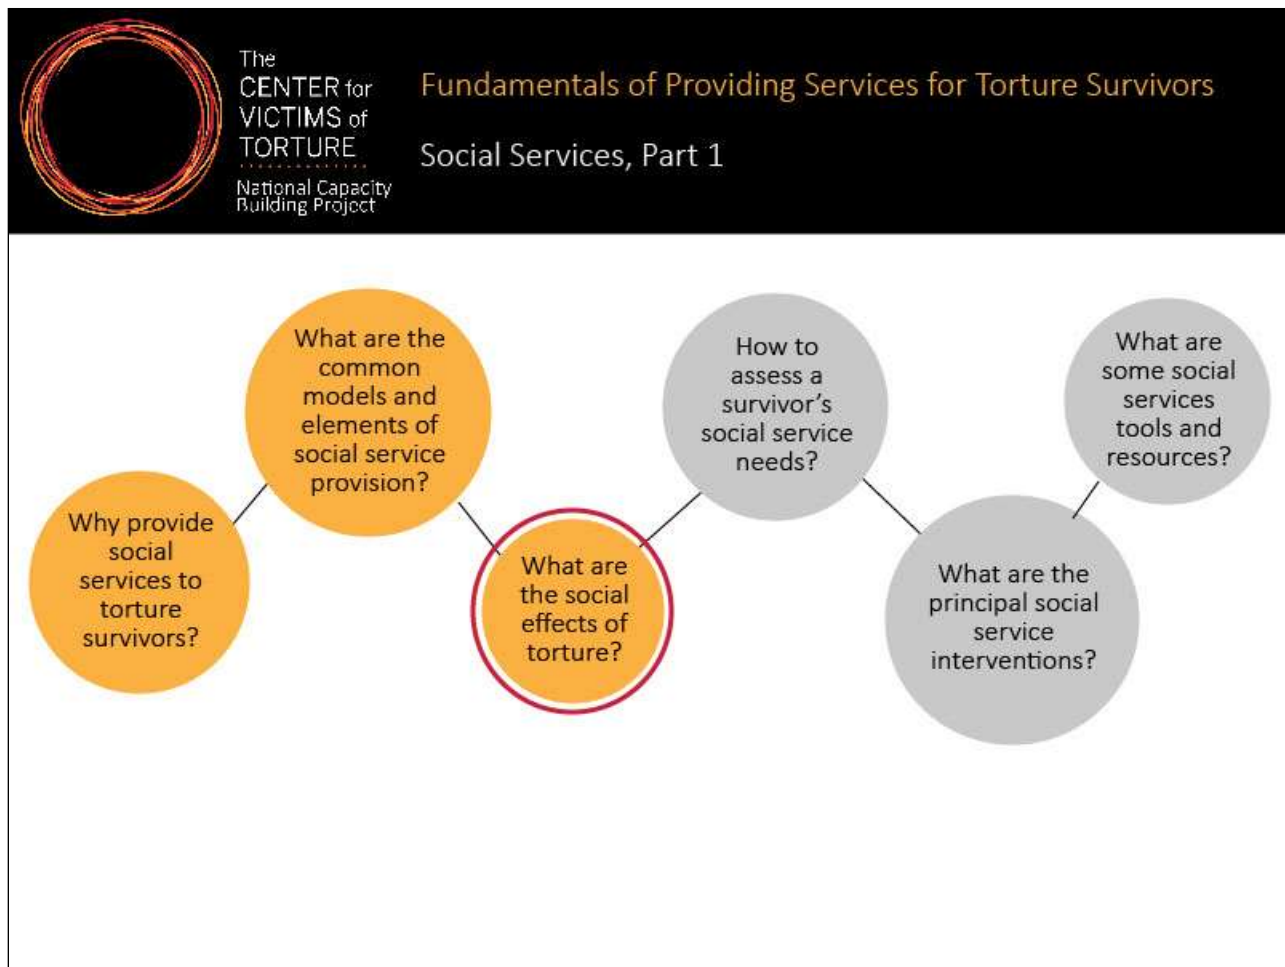 The
CENTER for
VICTIMS of
TORTURE
National Capacity
Building Project
Fundamentals of Providing Services for Torture Survivors
Social Services, Part 1
Why provide
social
services to
torture
survivors?
What are the
common
models and
elements of
social service
provision?
What are
the social
effects of
torture?
How to
assess a
survivor's
social service
needs?
What are the
principal social
service
interventions?
What are
some social
services
tools and
resources?